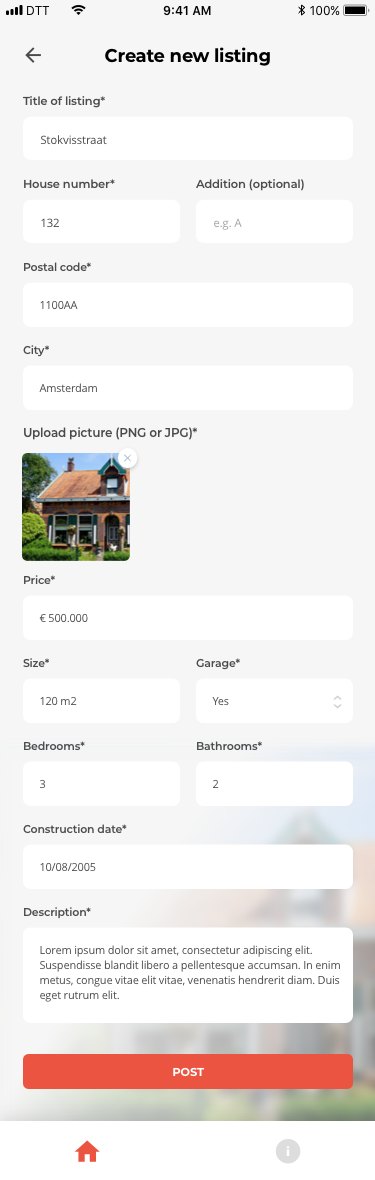 DTT 9:41 AM 100%
Create new listing
Title of listing*
Stokvisstraat
House number* Addition (optional)
132 e.g. A
Postal code*
1100AA
City*
Amsterdam
Upload picture (PNG or JPG)*
Price*
€ 500.000
Size* Garage*
120 m2 Yes
Bedrooms* Bathrooms*
3 2
Construction date*
10/08/2005
Description*
Lorem ipsum dolor sit amet, consectetur adipiscing elit.
Suspendisse blandit libero a pellentesque accumsan. In enim
metus, congue vitae elit vitae, venenatis hendrerit diam. Duis
eget rutrum elit.
POST